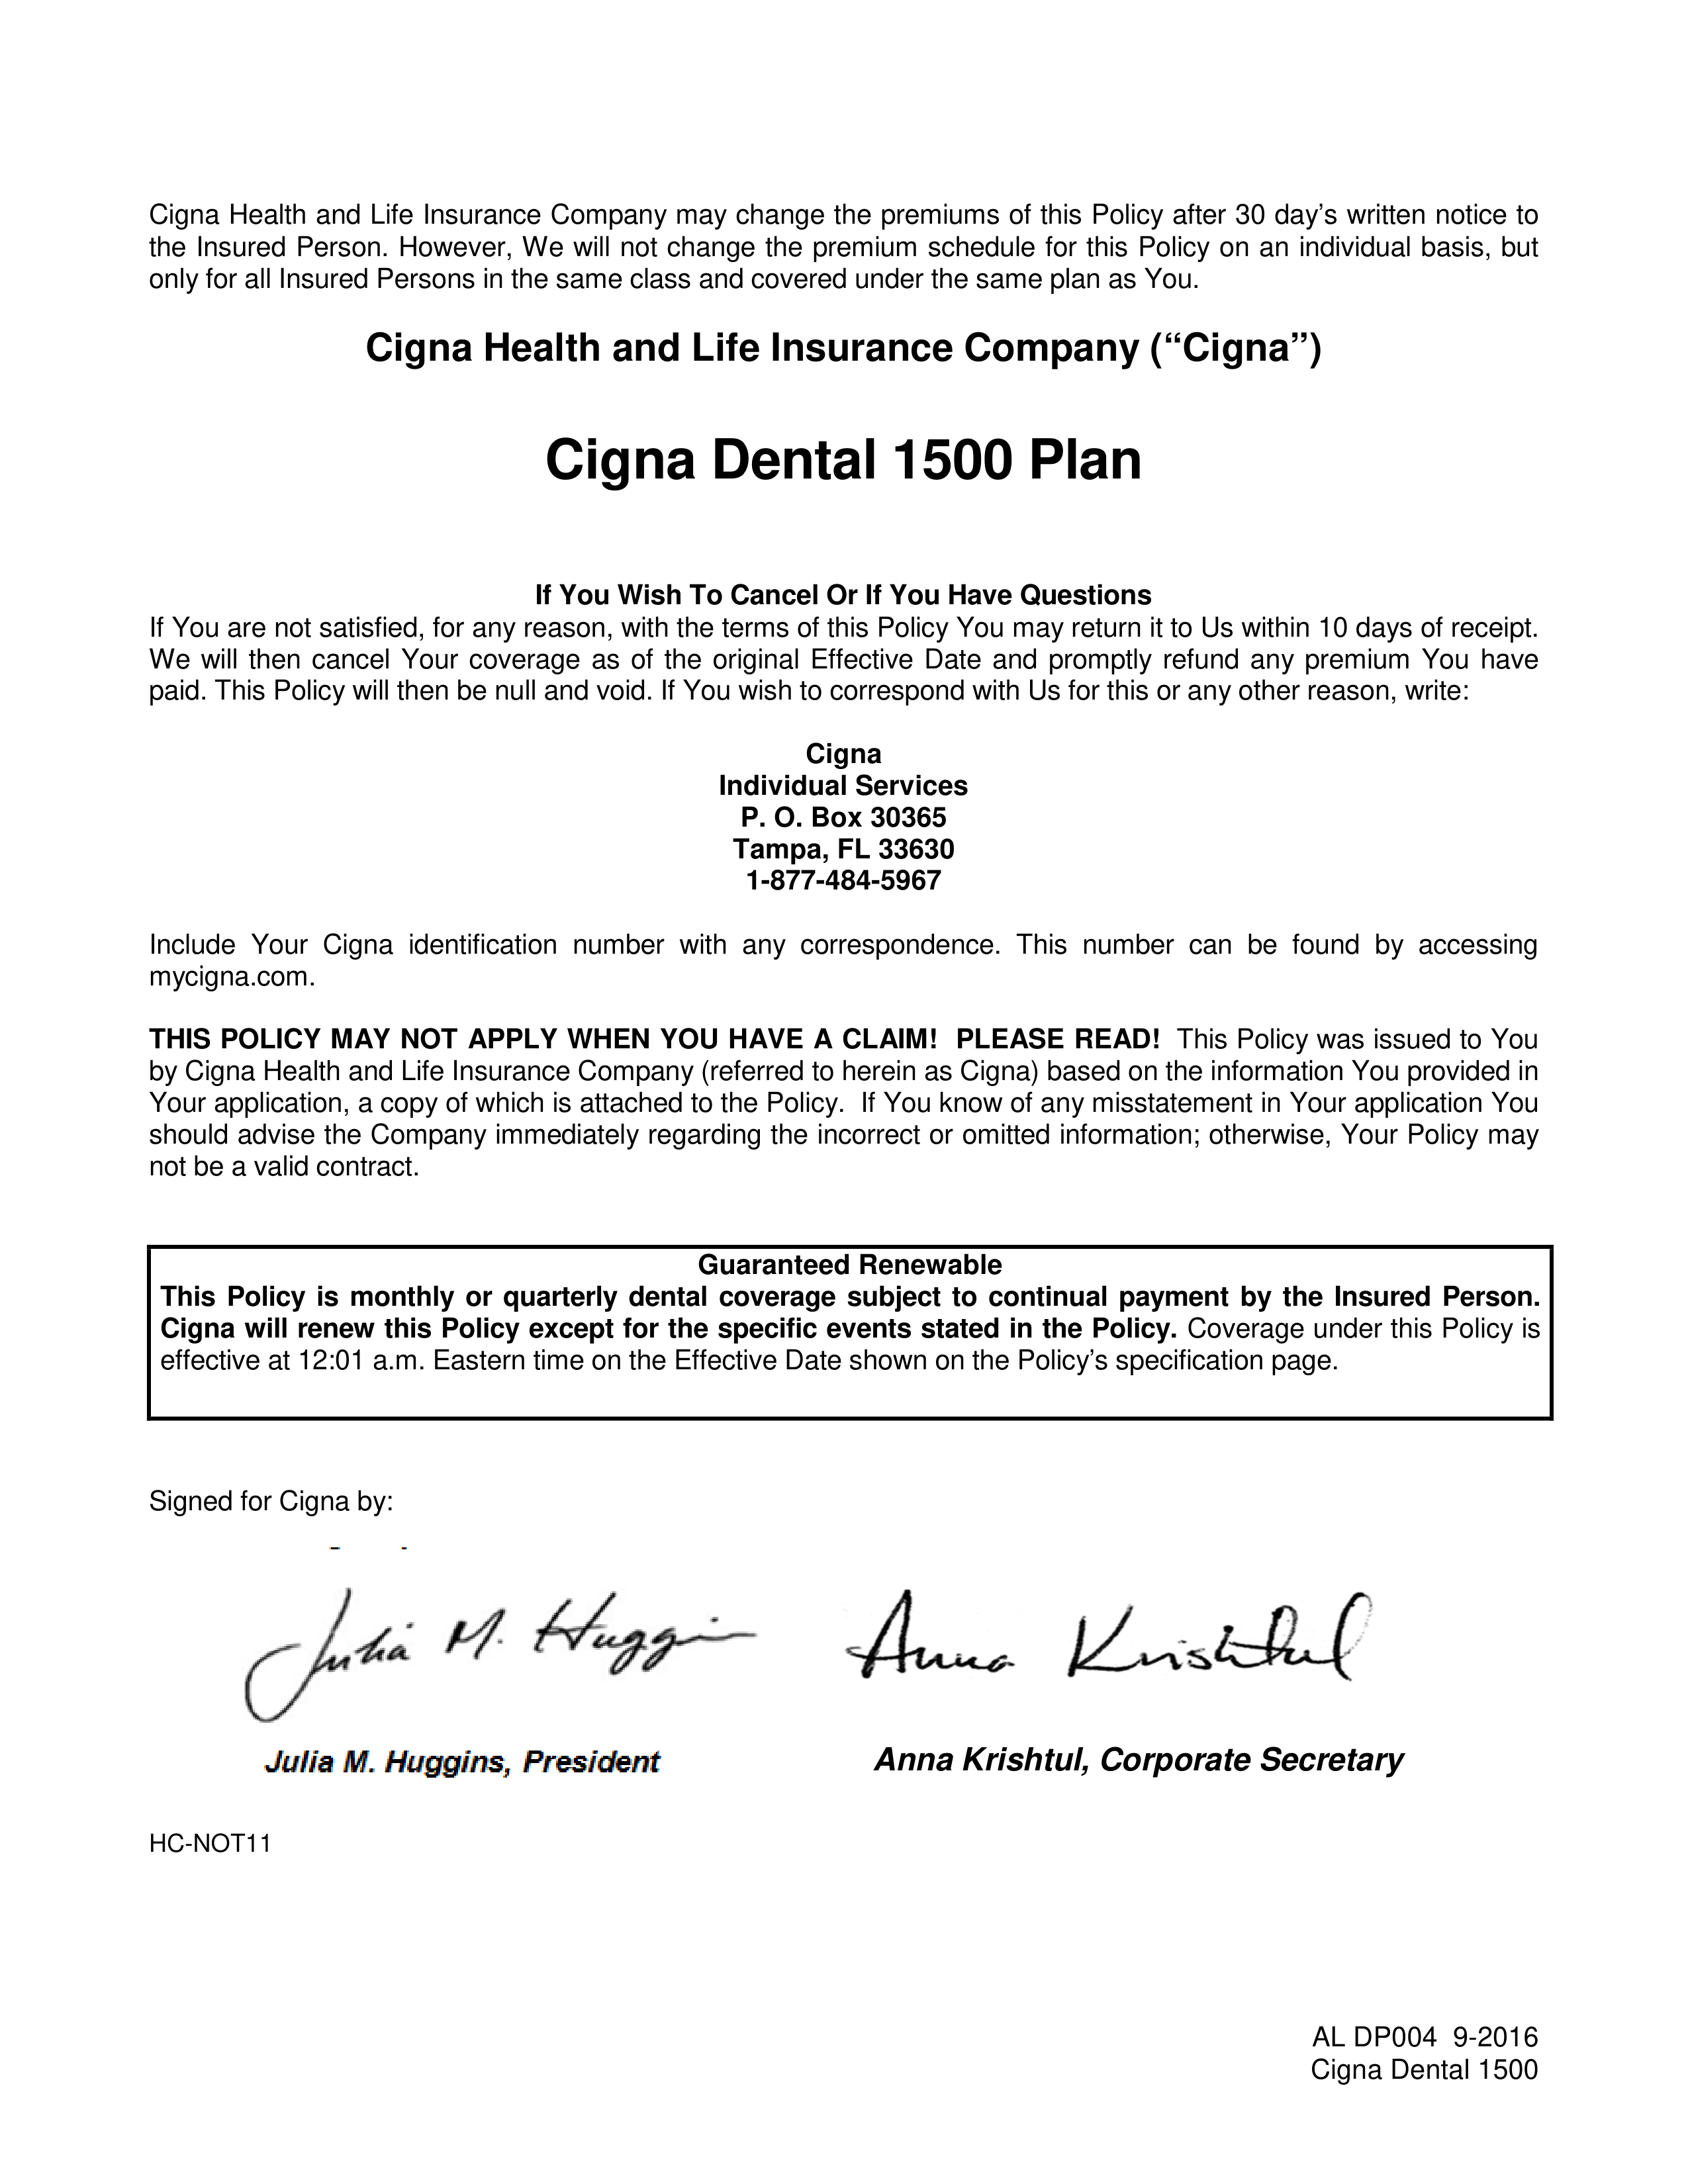 Cigna Health and Life Insurance Company may change the premiums of this Policy after 30 day’s written notice to
the Insured Person. However, We will not change the premium schedule for this Policy on an individual basis, but
only for all Insured Persons in the same class and covered under the same plan as You.
Cigna Health and Life Insurance Company (“Cigna”)
Cigna Dental 1500 Plan
If You Wish To Cancel Or If You Have Questions
If You are not satisfied, for any reason, with the terms of this Policy You may return it to Us within 10 days of receipt.
We will then cancel Your coverage as of the original Effective Date and promptly refund any premium You have
paid. This Policy will then be null and void. If You wish to correspond with Us for this or any other reason, write:
Cigna
Individual Services
P. O. Box 30365
Tampa, FL 33630
1-877-484-5967
Include Your Cigna identification number with any correspondence. This number can be found by accessing
mycigna.com.
THIS POLICY MAY NOT APPLY WHEN YOU HAVE A CLAIM! PLEASE READ! This Policy was issued to You
by Cigna Health and Life Insurance Company (referred to herein as Cigna) based on the information You provided in
Your application, a copy of which is attached to the Policy. If You know of any misstatement in Your application You
should advise the Company immediately regarding the incorrect or omitted information; otherwise, Your Policy may
not be a valid contract.
Guaranteed Renewable
This Policy is monthly or quarterly dental coverage subject to continual payment by the Insured Person.
Cigna will renew this Policy except for the specific events stated in the Policy. Coverage under this Policy is
effective at 12:01 a.m. Eastern time on the Effective Date shown on the Policy’s specification page.
Signed for Cigna by:
Julia M. Huggins Anna Krishtul
Julia M. Huggins, President Anna Krishtul, Corporate Secretary
HC-NOT11
AL DP004 9-2016
Cigna Dental 1500